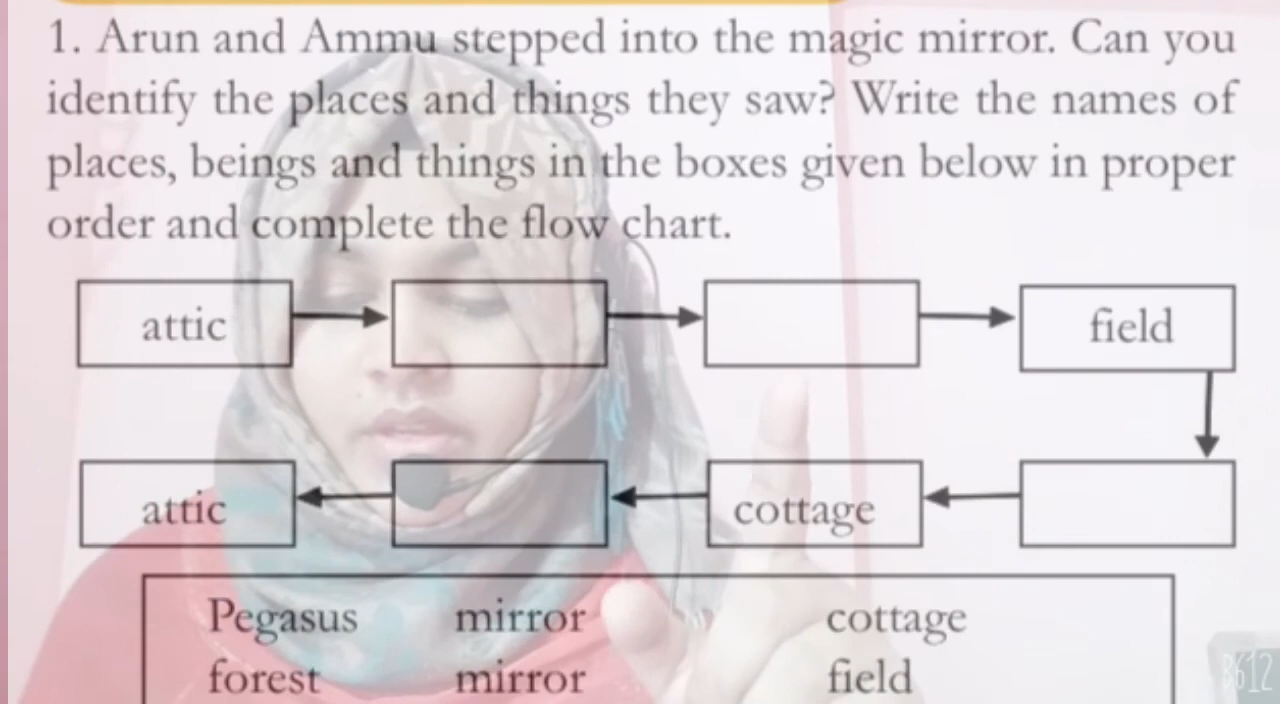 1. Arun and Ammu stepped into the magic mirror. Can you
identify the places and things they saw? Write the names of
places, beings and things in the boxes given below in proper
order and complete the flow chart.
attic
field
attic
cottage
Pegasus mirror cottage
forest mirror field
B612